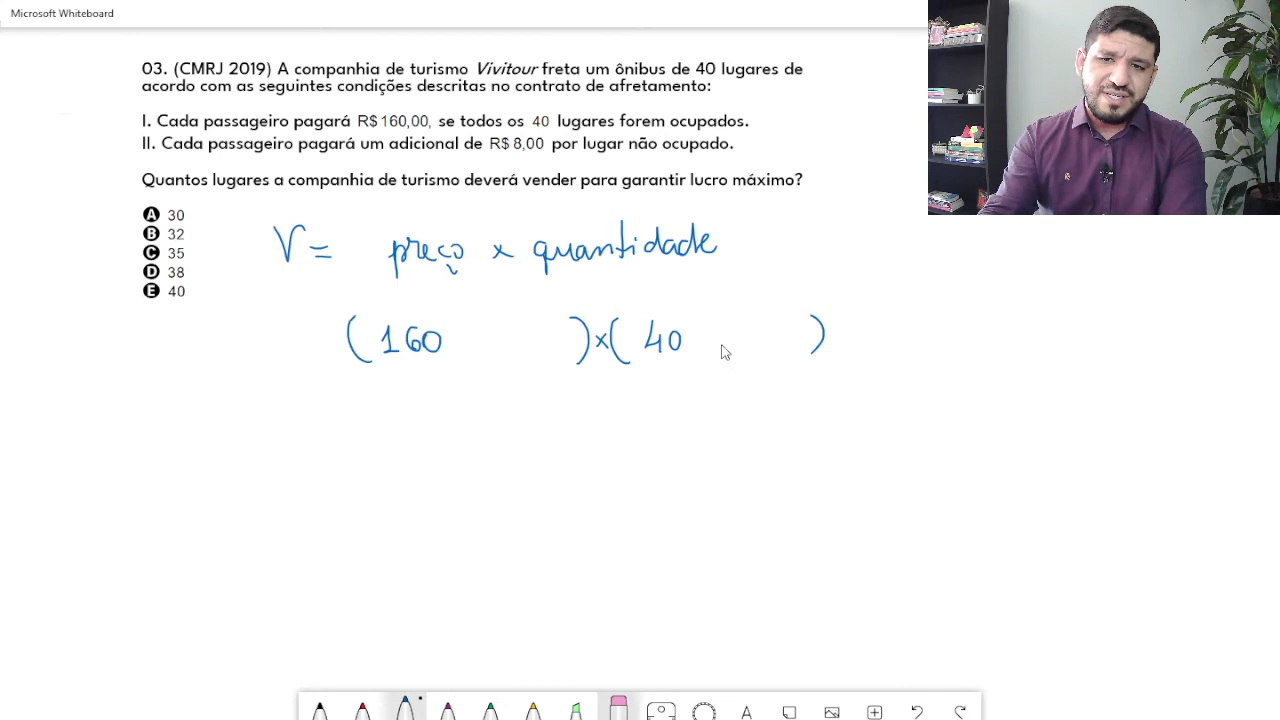 Microsoft Whiteboard
03. (CMRJ 2019) A companhia de turismo Vivitour freta um ônibus de 40 lugares de
acordo com as seguintes condições descritas no contrato de afretamento:
I. Cada passageiro pagará R$ 160,00, se todos os 40 lugares forem ocupados.
II. Cada passageiro pagará um adicional de R$ 8,00 por lugar não ocupado.
Quantos lugares a companhia de turismo deverá vender para garantir lucro máximo?
A 30
B 32
C 35
D 38
E 40
V = preço x quantidade
(160 )x( 40 )
A